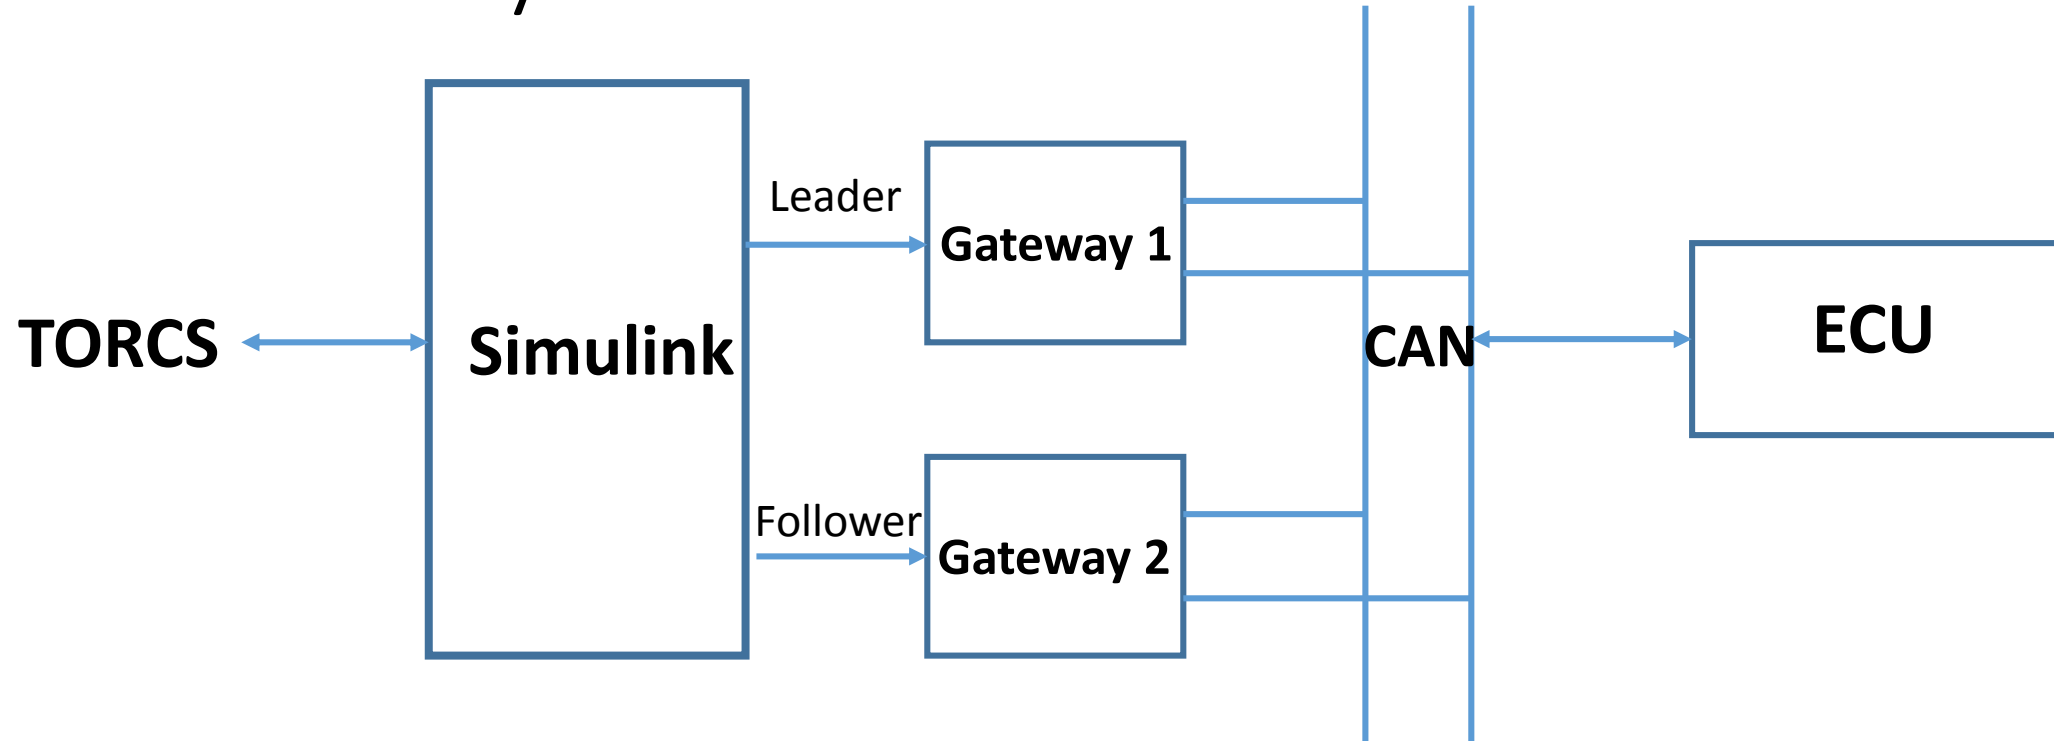 Leader
Gateway 1
TORCS
Simulink
CAN
ECU
Follower
Gateway 2